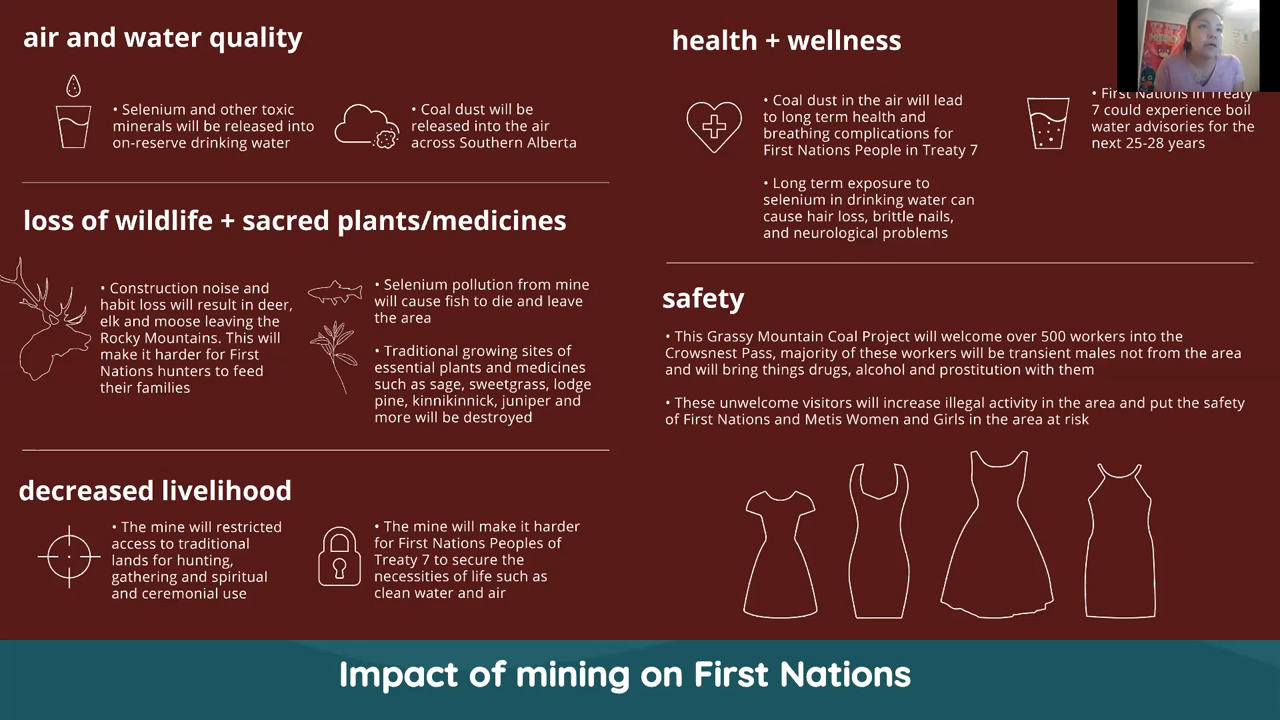 air and water quality
• Selenium and other toxic
minerals will be released into
on-reserve drinking water
• Coal dust will be
released into the air
across Southern Alberta
loss of wildlife + sacred plants/medicines
• Construction noise and
habit loss will result in deer,
elk and moose leaving the
Rocky Mountains. This will
make it harder for First
Nations hunters to feed
their families
• Selenium pollution from mine
will cause fish to die and leave
the area
• Traditional growing sites of
essential plants and medicines
such as sage, sweetgrass, lodge
pine, kinnikinnick, juniper and
more will be destroyed
decreased livelihood
• The mine will restricted
access to traditional
lands for hunting,
gathering and spiritual
and ceremonial use
• The mine will make it harder
for First Nations Peoples of
Treaty 7 to secure the
necessities of life such as
clean water and air
health + wellness
• Coal dust in the air will lead
to long term health and
breathing complications for
First Nations People in Treaty 7
• Long term exposure to
selenium in drinking water can
cause hair loss, brittle nails,
and neurological problems
• First Nations in Treaty
7 could experience boil
water advisories for the
next 25-28 years
safety
• This Grassy Mountain Coal Project will welcome over 500 workers into the
Crowsnest Pass, majority of these workers will be transient males not from the area
and will bring things drugs, alcohol and prostitution with them
• These unwelcome visitors will increase illegal activity in the area and put the safety
of First Nations and Metis Women and Girls in the area at risk
Impact of mining on First Nations